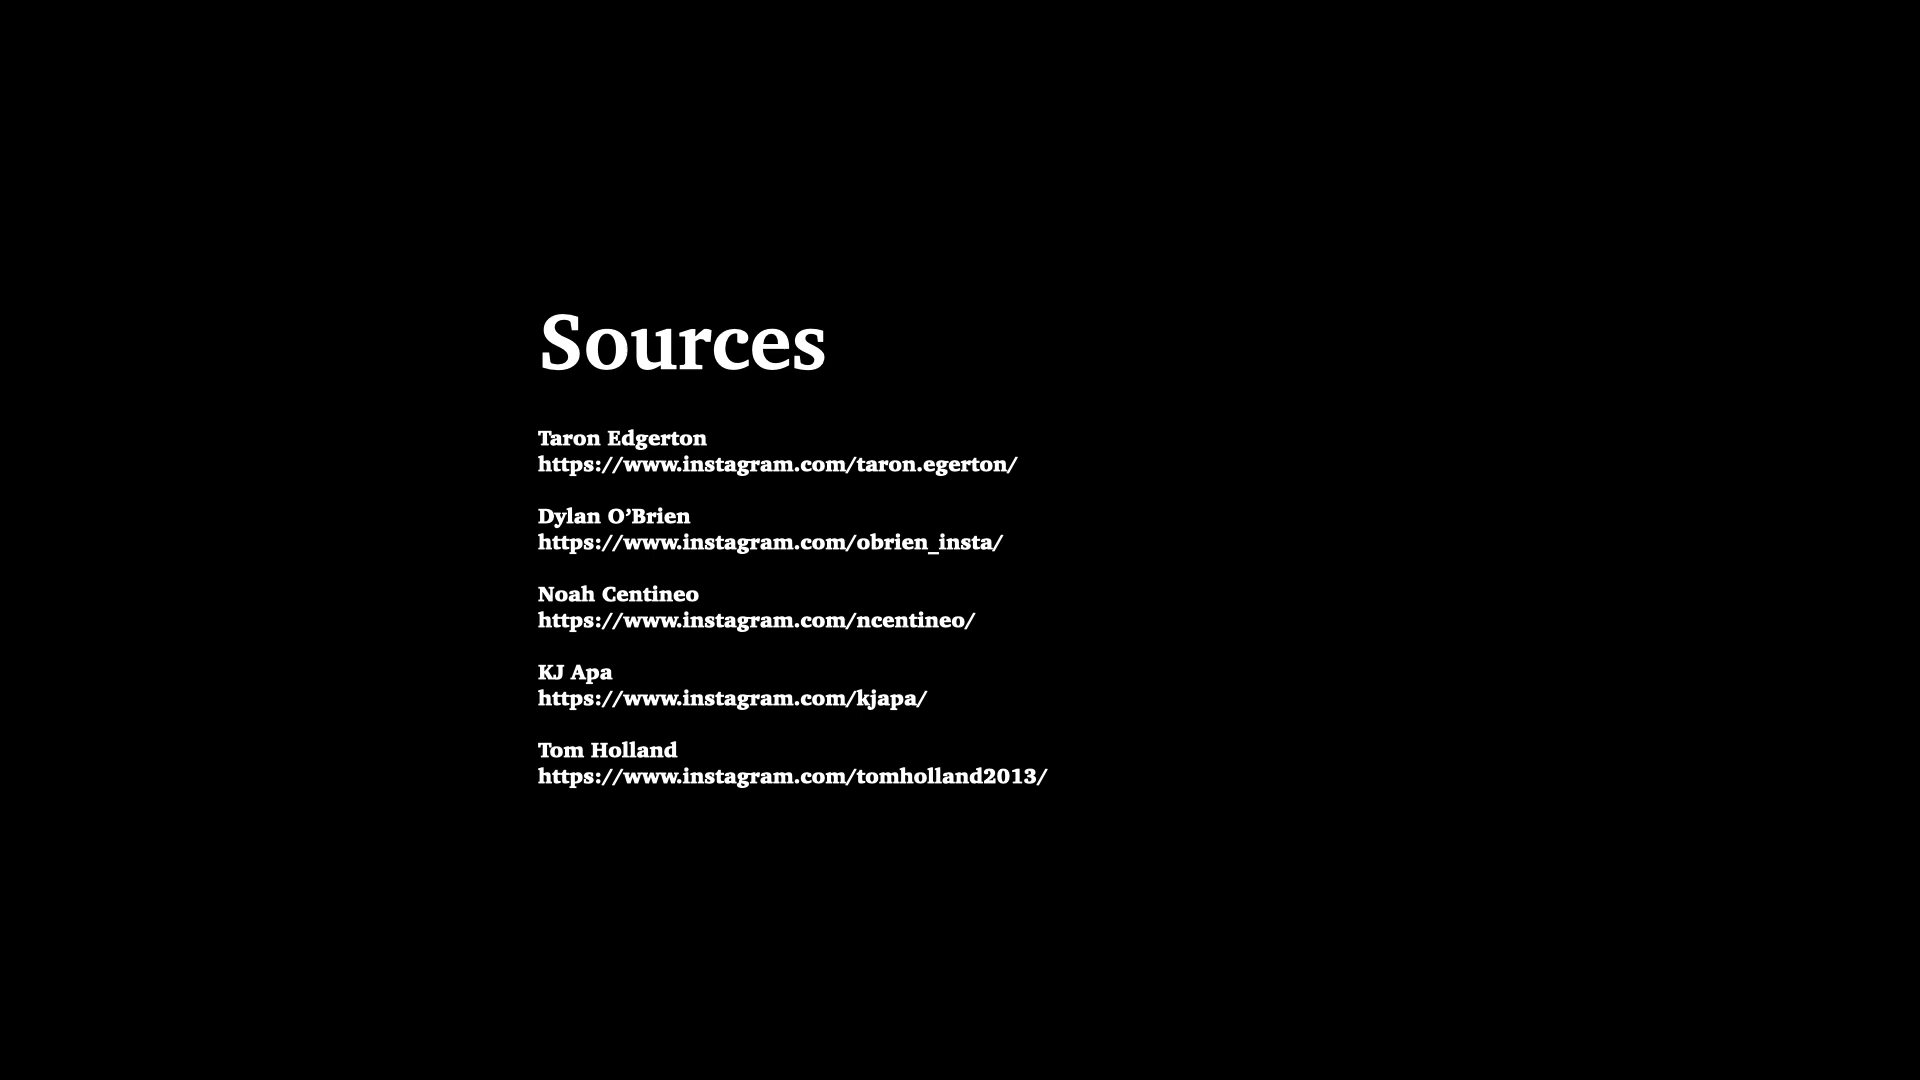 Sources
Taron Edgerton
https://www.instagram.com/taron.egerton/
Dylan O’Brien
https://www.instagram.com/obrien_insta/
Noah Centineo
https://www.instagram.com/ncentineo/
KJ Apa
https://www.instagram.com/kjapa/
Tom Holland
https://www.instagram.com/tomholland2013/